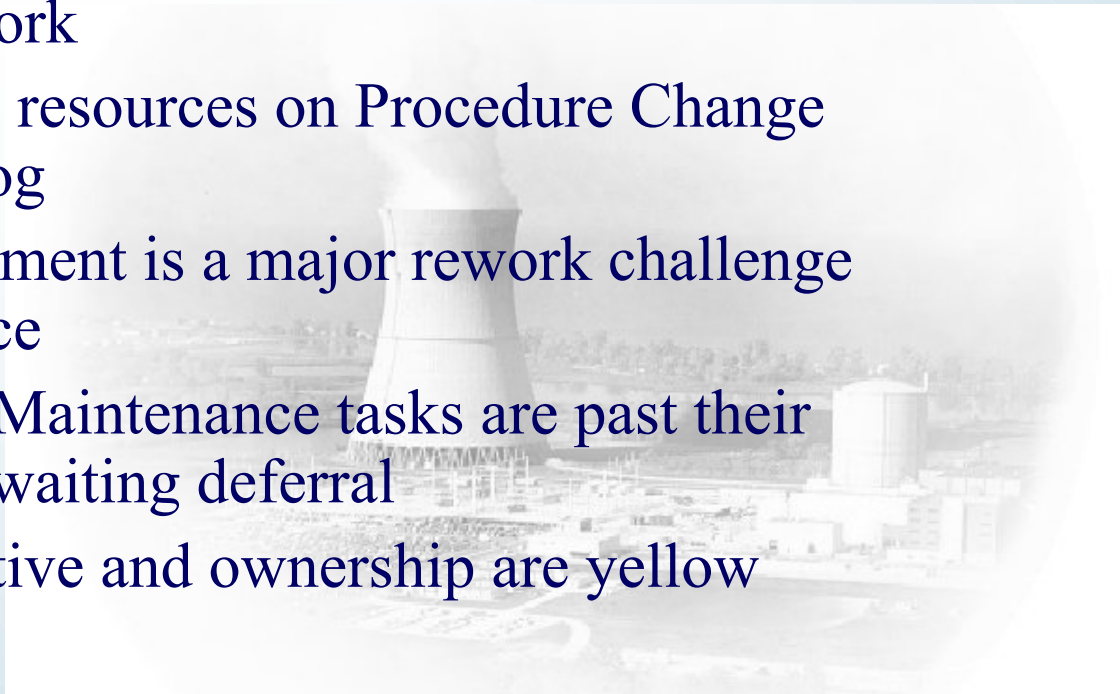 ork
resources on Procedure Change
og
ment is a major rework challenge
ce
Maintenance tasks are past their
waiting deferral
tive and ownership are yellow